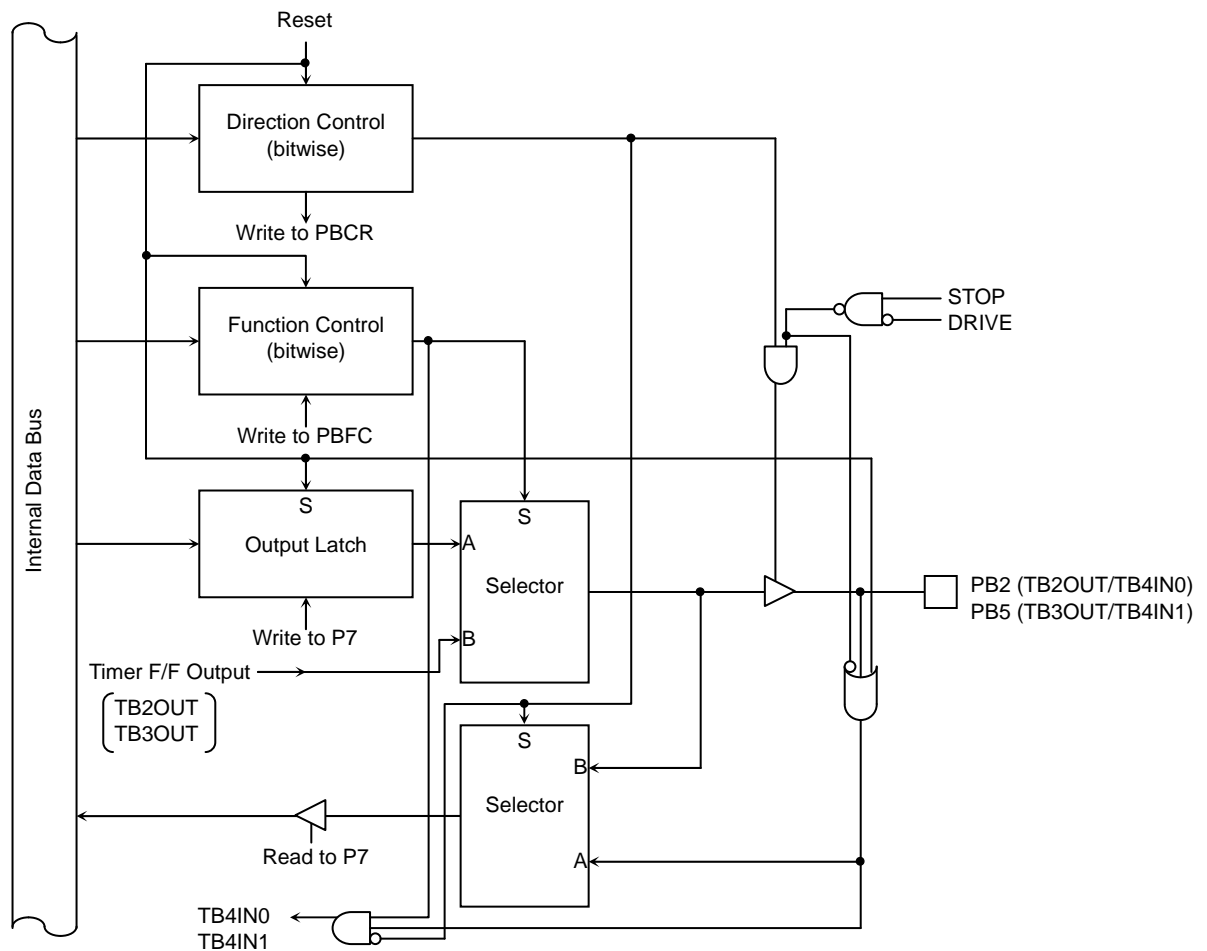 Reset
Direction Control
(bitwise)
Write to PBCR
STOP
DRIVE
Function Control
(bitwise)
Write to PBFC
Internal Data Bus
S
Output Latch
Write to P7
S
A
Selector
B
PB2 (TB2OUT/TB4IN0)
PB5 (TB3OUT/TB4IN1)
Timer F/F Output
TB2OUT
TB3OUT
S
B
Selector
A
Read to P7
TB4IN0
TB4IN1